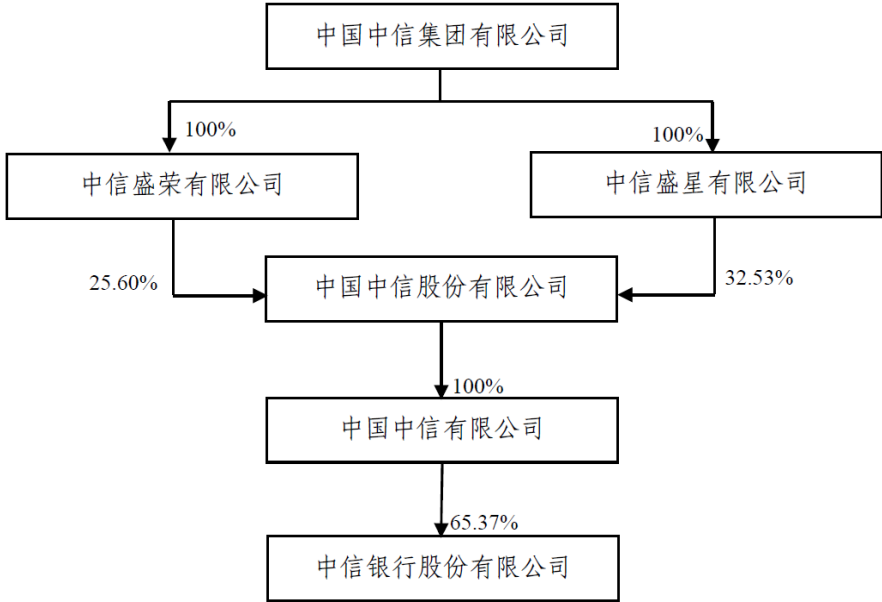 中国中信集团有限公司
100%
100%
中信盛荣有限公司
中信盛星有限公司
25.60%
32.53%
中国中信股份有限公司
100%
中国中信有限公司
65.37%
中信银行股份有限公司